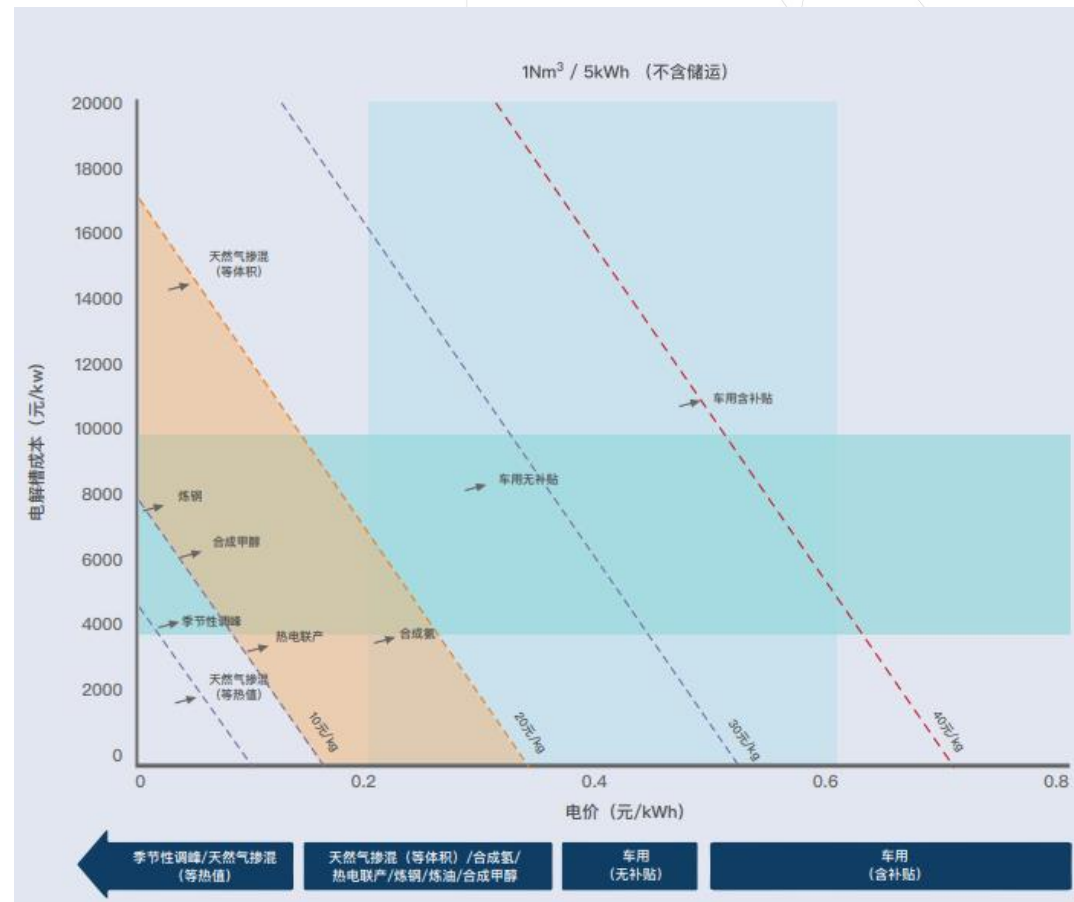 1Nm³ / 5kWh （不含储运）
电解槽成本（元/kw）
20000
18000
16000
14000
12000
10000
8000
6000
4000
2000
0
天然气掺混
（等体积）
车用含补贴
车用无补贴
炼钢
合成甲醇
季节性调峰
热电联产
合成氨
天然气掺混
（等热值）
10元/kg
20元/kg
30元/kg
40元/kg
0
0.2
0.4
0.6
0.8
电价（元/kWh）
季节性调峰/天然气掺混
（等热值）
天然气掺混（等体积）/合成氢/
热电联产/炼钢/炼油/合成甲醇
车用
（无补贴）
车用
（含补贴）